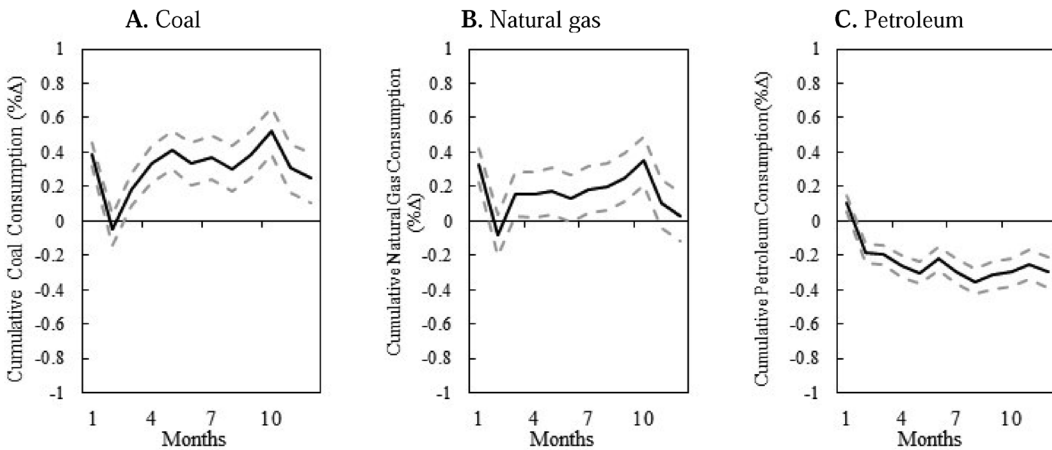 A. Coal
Cumulative Coal Consumption (%Δ)
1
0.8
0.6
0.4
0.2
0
-0.2
-0.4
-0.6
-0.8
-1
1 4 7 10
Months
B. Natural gas
Cumulative Natural Gas Consumption
(%Δ)
1
0.8
0.6
0.4
0.2
0
-0.2
-0.4
-0.6
-0.8
-1
1 4 7 10
Months
C. Petroleum
Cumulative Petroleum Consumption (%Δ)
1
0.8
0.6
0.4
0.2
0
-0.2
-0.4
-0.6
-0.8
-1
1 4 7 10
Months